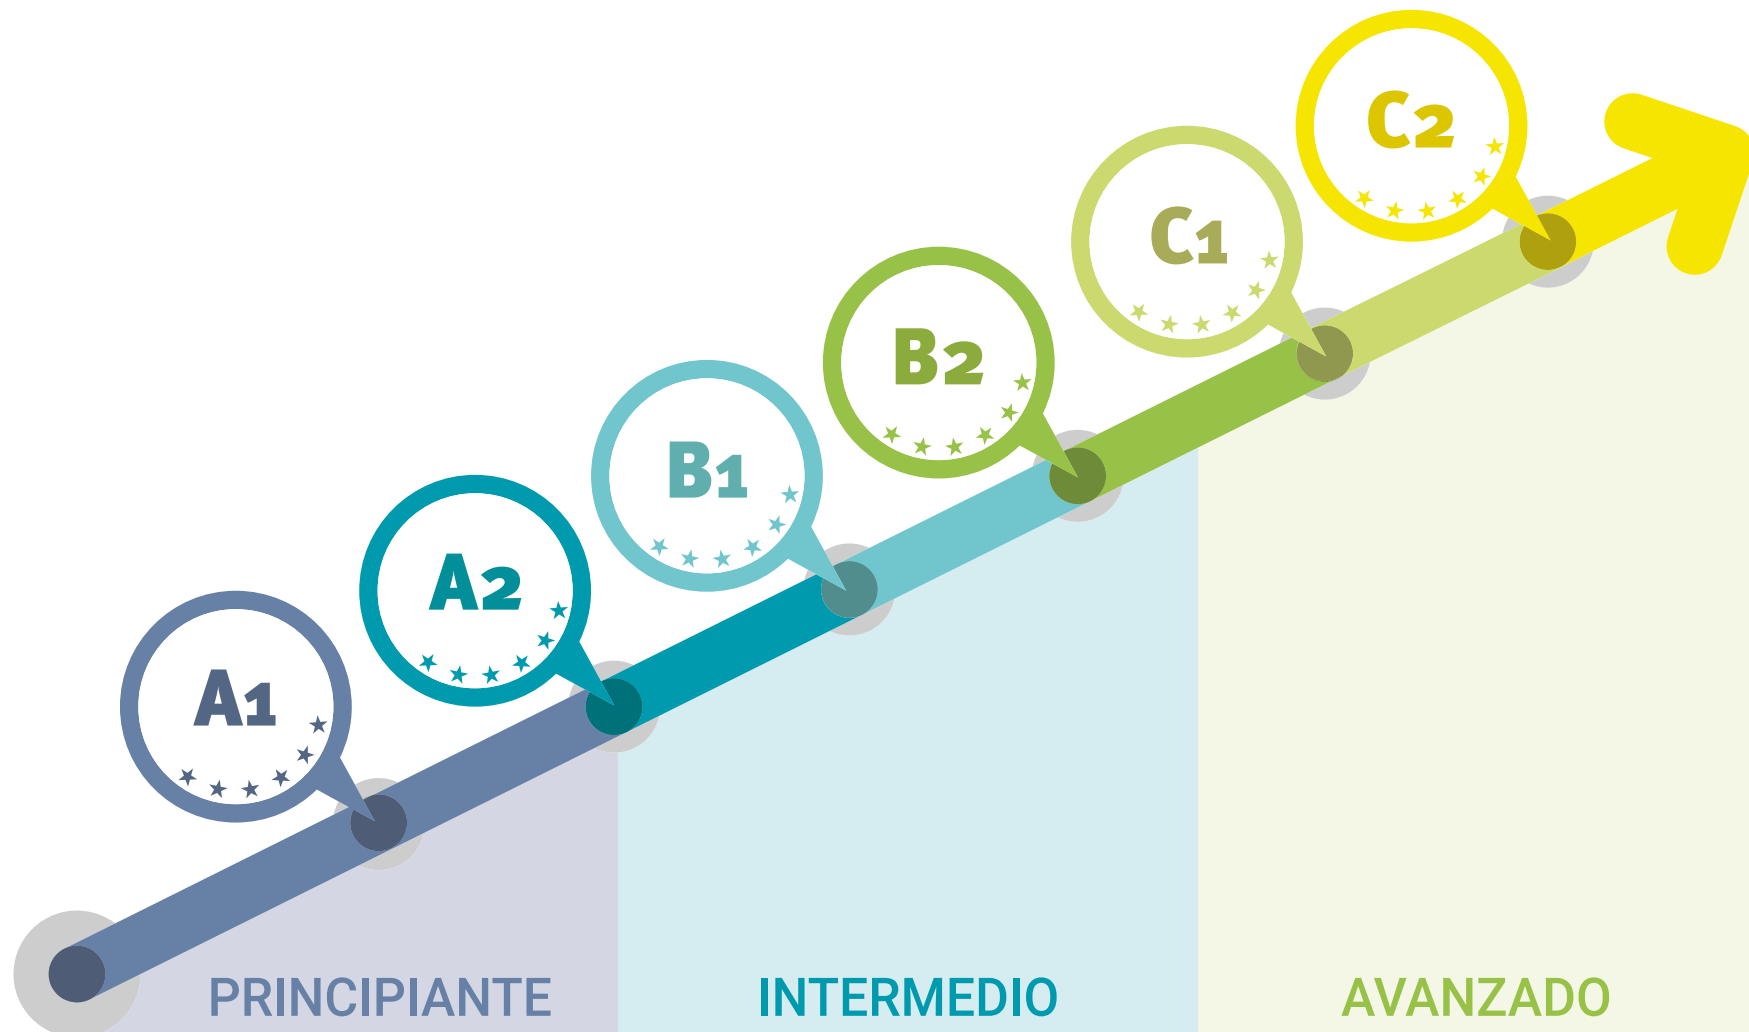 A1
A2
B1
B2
C1
C2
PRINCIPIANTE
INTERMEDIO
AVANZADO